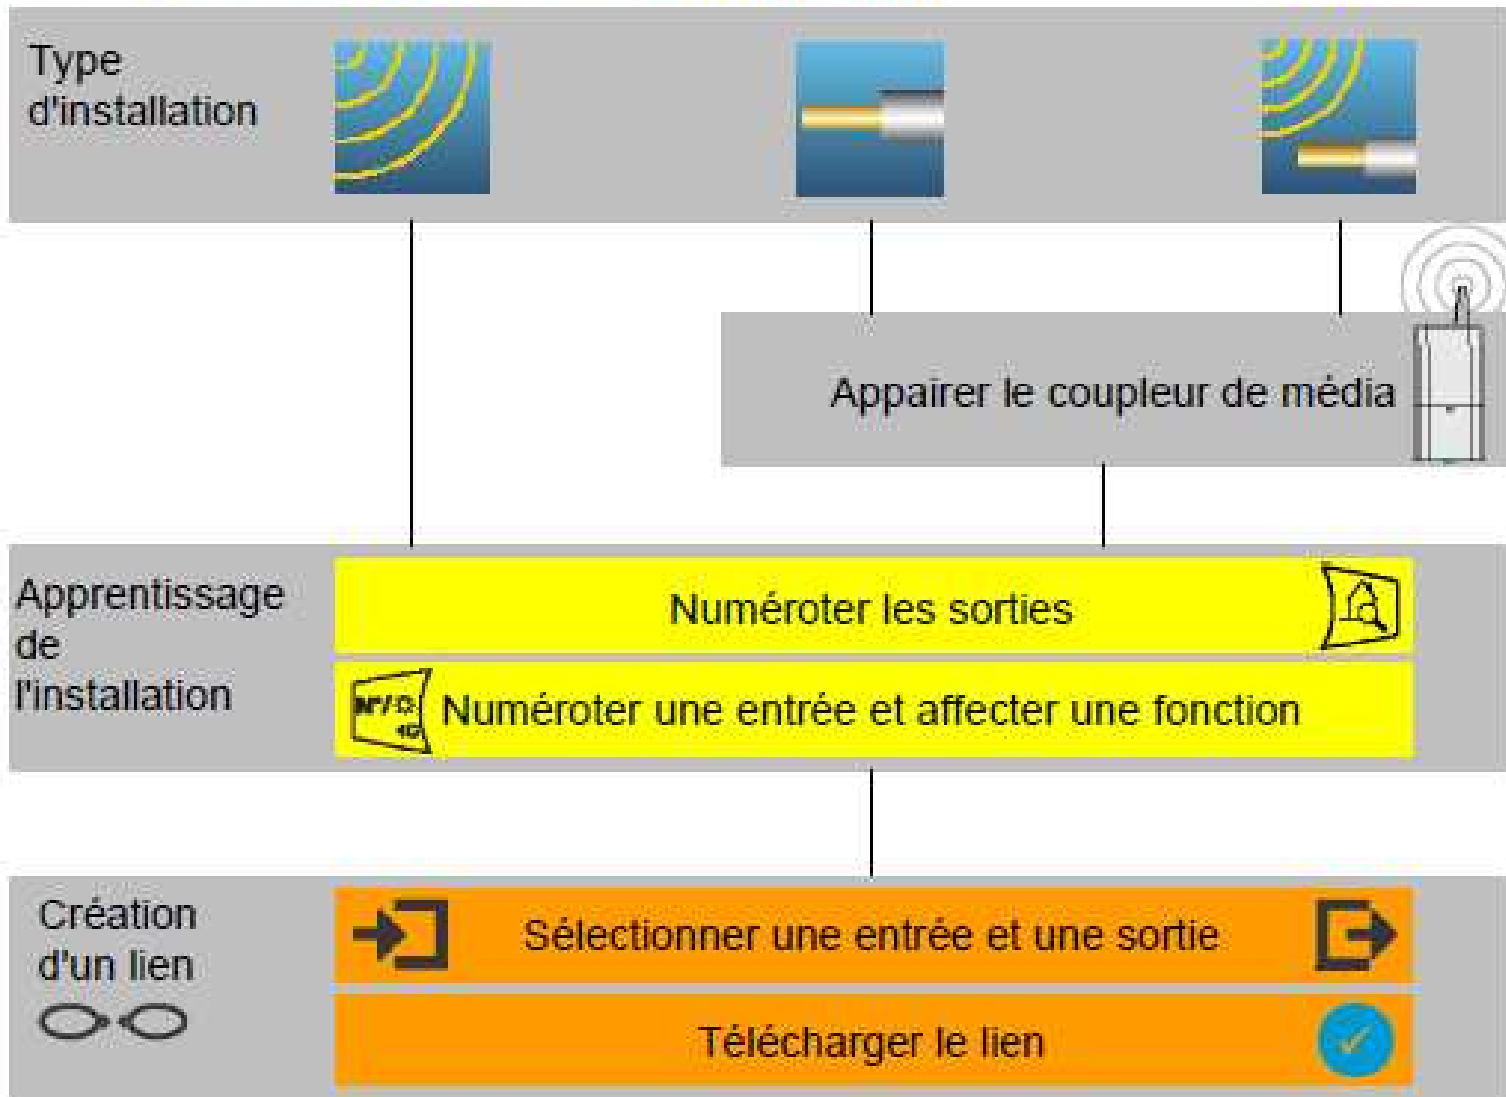 Type
d'installation
Appairer le coupleur de média
Apprentissage
de
l'installation
Numéroter les sorties
N°/
Numéroter une entrée et affecter une fonction
Création
d'un lien
Sélectionner une entrée et une sortie
Télécharger le lien